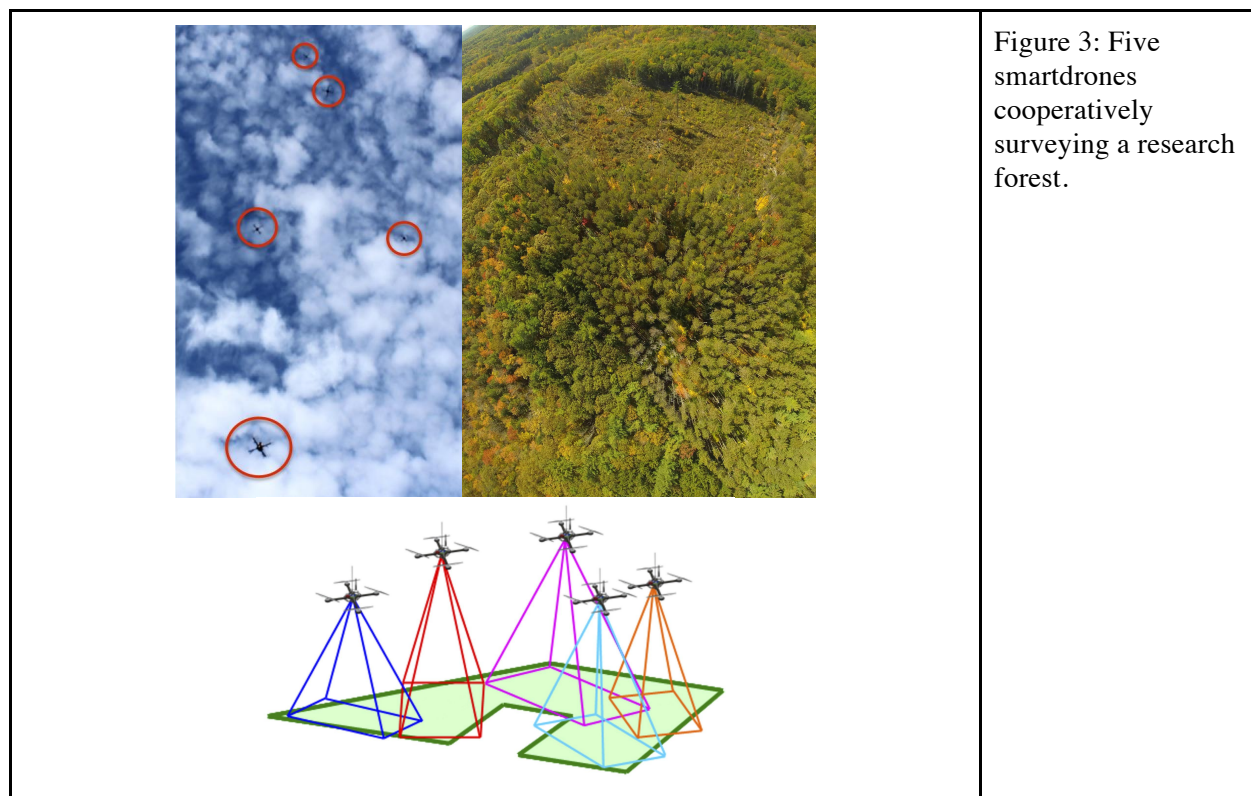 Figure 3: Five
smartdrones
cooperatively
surveying a research
forest.